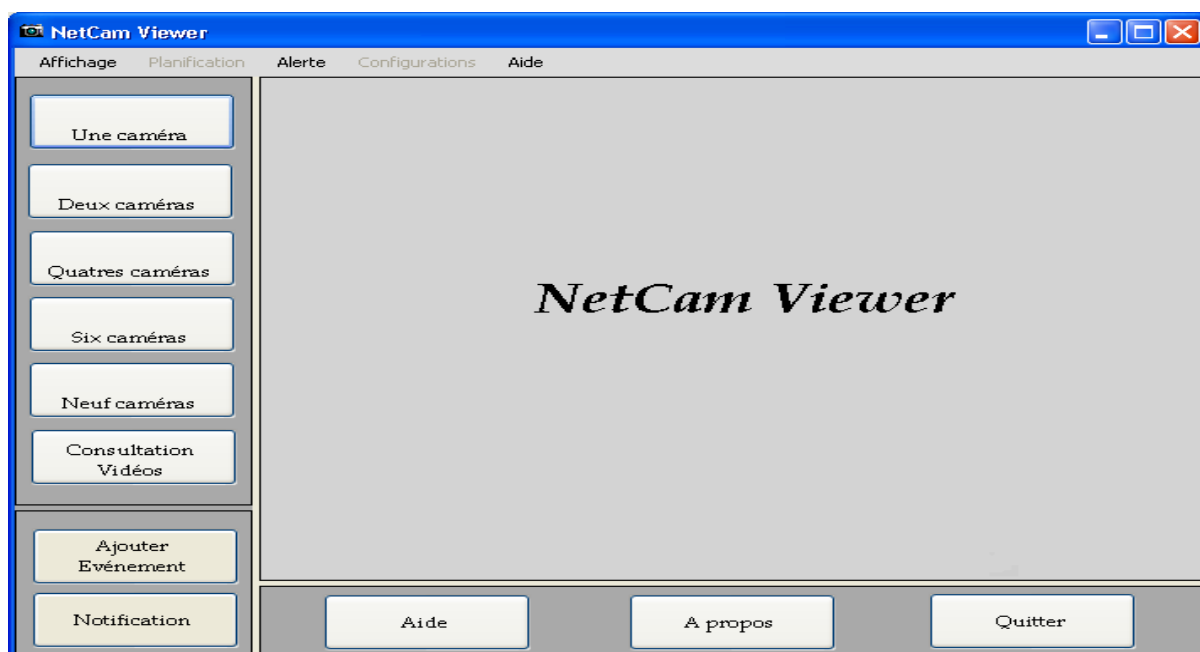 NetCam Viewer
Affichage Planification Alerte Configurations Aide
Une caméra
Deux caméras
Quatres caméras
Six caméras
Neuf caméras
Consultation
Vidéos
Ajouter
Evénement
Notification
NetCam Viewer
Aide A propos Quitter